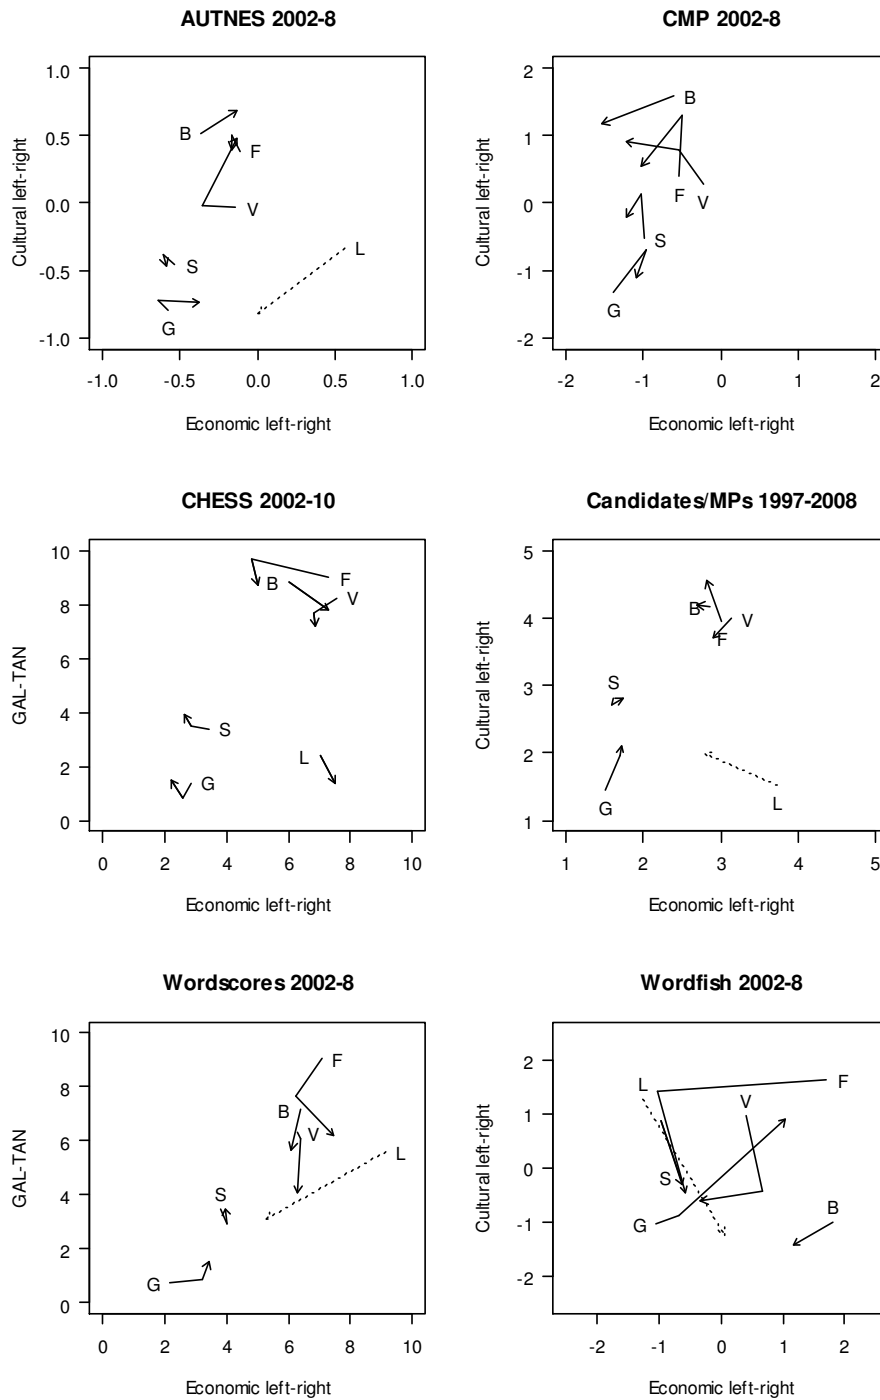 AUTNES 2002-8
Cultural left-right
1.0
0.5
0.0
-0.5
-1.0
B
F
V
L
S
G
-1.0 -0.5 0.0 0.5 1.0
Economic left-right
CMP 2002-8
Cultural left-right
2
1
0
-1
-2
B
F
V
S
G
-2 -1 0 1 2
Economic left-right
CHESS 2002-10
GAL-TAN
10
8
6
4
2
0
F
B
V
S
L
G
0 2 4 6 8 10
Economic left-right
Candidates/MPs 1997-2008
Cultural left-right
5
4
3
2
1
B
V
F
S
G
L
1 2 3 4 5
Economic left-right
Wordscores 2002-8
GAL-TAN
10
8
6
4
2
0
F
B
V
L
S
G
0 2 4 6 8 10
Economic left-right
Wordfish 2002-8
Cultural left-right
2
1
0
-1
-2
L
F
V
S
B
G
-2 -1 0 1 2
Economic left-right